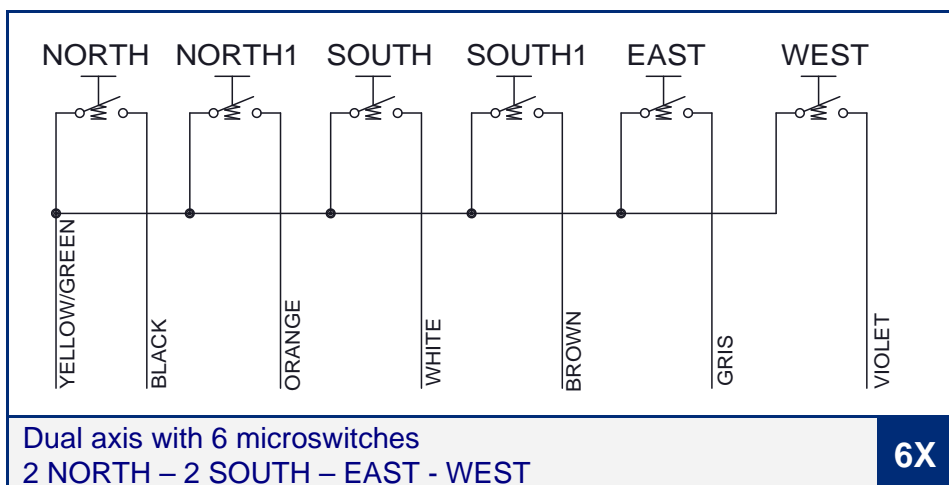 NORTH NORTH1 SOUTH SOUTH1 EAST WEST
YELLOW/GREEN
BLACK
ORANGE
WHITE
BROWN
GRIS
VIOLET
Dual axis with 6 microswitches
2 NORTH – 2 SOUTH – EAST - WEST
6X